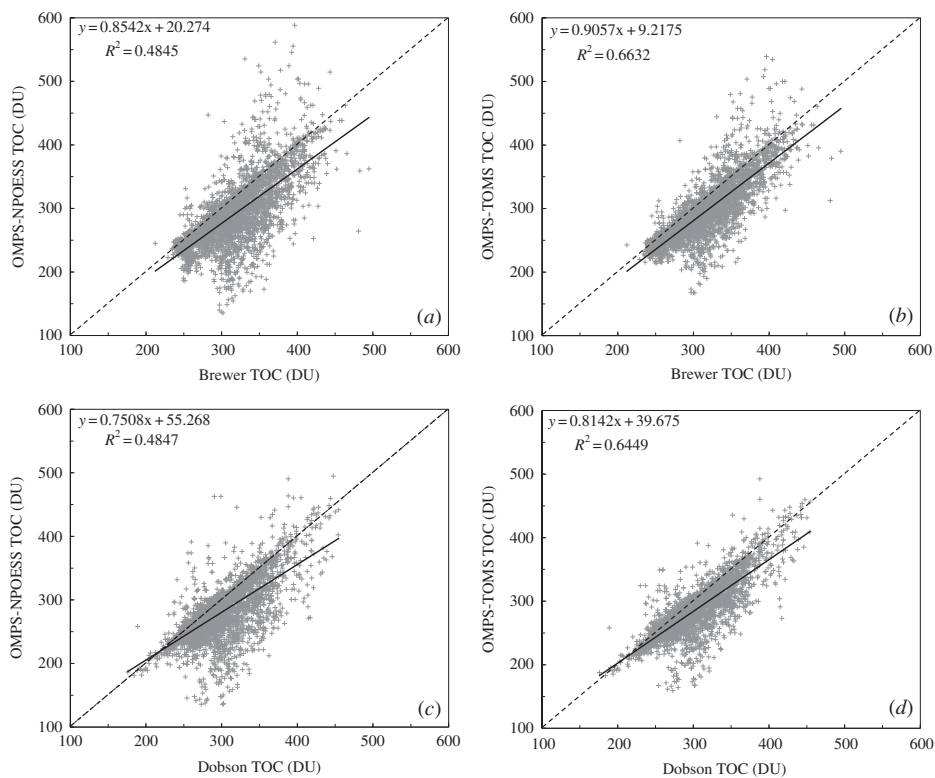 y = 0.8542x + 20.274
R² = 0.4845
OMPS-NPOESS TOC (DU)
600
500
400
300
200
100
100 200 300 400 500 600
Brewer TOC (DU)
(a)
y = 0.9057x + 9.2175
R² = 0.6632
OMPS-TOMS TOC (DU)
600
500
400
300
200
100
100 200 300 400 500 600
Brewer TOC (DU)
(b)
y = 0.7508x + 55.268
R² = 0.4847
OMPS-NPOESS TOC (DU)
600
500
400
300
200
100
100 200 300 400 500 600
Dobson TOC (DU)
(c)
y = 0.8142x + 39.675
R² = 0.6449
OMPS-TOMS TOC (DU)
600
500
400
300
200
100
100 200 300 400 500 600
Dobson TOC (DU)
(d)